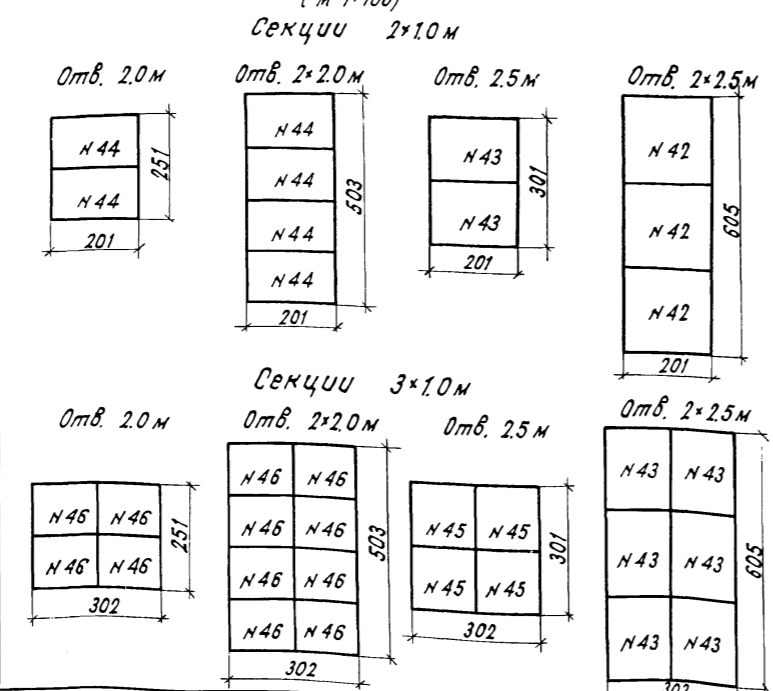 (М 1:100)
Секции 2×1.0 м
Отв. 2.0 м
Отв. 2×2.0 м
Отв. 2.5 м
Отв. 2×2.5 м
N 44
N 44
251
201
N 44
N 44
N 44
N 44
503
201
N 43
N 43
301
201
N 42
N 42
N 42
605
201
Секции 3×1.0 м
Отв. 2.0 м
Отв. 2×2.0 м
Отв. 2.5 м
Отв. 2×2.5 м
N 46 N 46
N 46 N 46
251
302
N 46 N 46
N 46 N 46
N 46 N 46
N 46 N 46
503
302
N 45 N 45
N 45 N 45
301
302
N 43 N 43
N 43 N 43
N 43 N 43
605
302